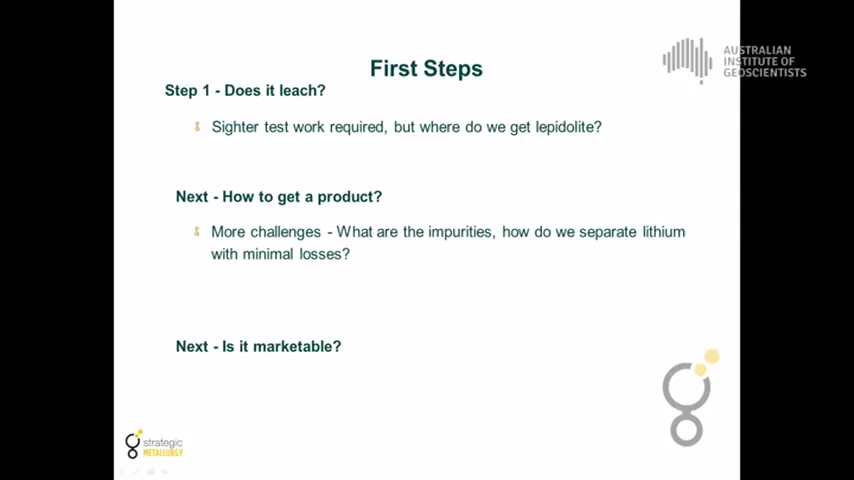 First Steps
AUSTRALIAN
INSTITUTE OF
GEOSCIENTISTS
Step 1 - Does it leach?
Sighter test work required, but where do we get lepidolite?
Next - How to get a product?
More challenges - What are the impurities, how do we separate lithium
with minimal losses?
Next - Is it marketable?
strategic
METALLURGY